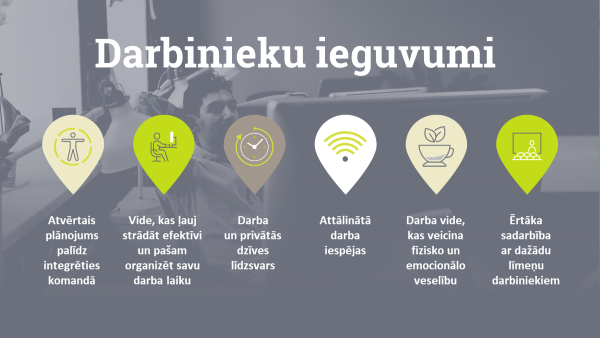 Darbinieku ieguvumi
Atvērtais
plānojums
palīdz
integrēties
komandā
Vide, kas ļauj
strādāt efektīvi
un pašam
organizēt savu
darba laiku
Darba
un privātās
dzīves
līdzsvars
Attālinātā
darba
iespējas
Darba vide,
kas veicina
fizisko un
emocionālo
veselību
Ērtāka
sadarbība
ar dažādu
līmeņu
darbiniekiem